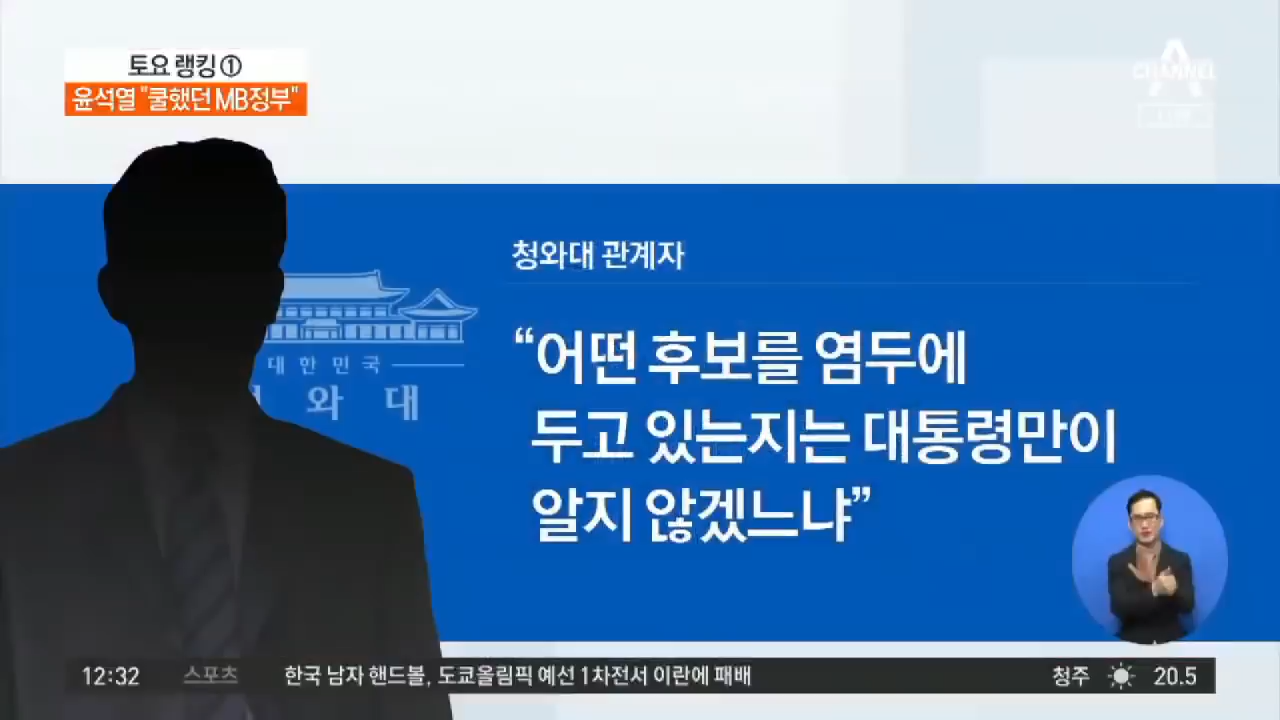 토요 랭킹 ①
윤석열 "쿨했던 MB정부"
CHANNEL
청와대 관계자
대한민국
와대
“어떤 후보를 염두에
두고 있는지는 대통령만이
알지 않겠느냐”
12:32 스포츠 한국 남자 핸드볼, 도쿄올림픽 예선 1차전서 이란에 패배 청주 20.5